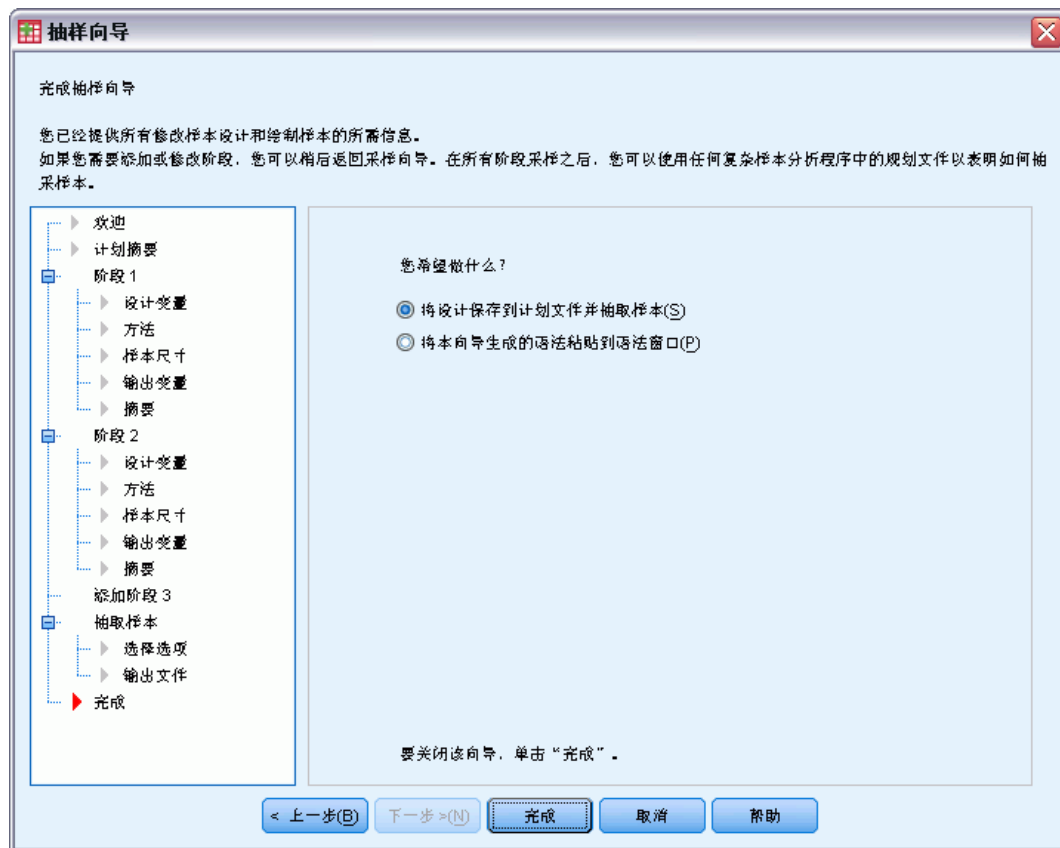 抽样向导
完成抽样向导
您已经提供所有修改样本设计和绘制样本的所需信息。
如果您需要添加或修改阶段，您可以稍后返回采样向导。在所有阶段采样之后，您可以使用任何复杂样本分析程序中的规划文件以表明如何抽
采样本。
欢迎
计划摘要
阶段 1
设计变量
方法
样本尺寸
输出变量
摘要
阶段 2
设计变量
方法
样本尺寸
输出变量
摘要
添加阶段 3
抽取样本
选择选项
输出文件
完成
您希望做什么?
将设计保存到计划文件并抽取样本(S)
将本向导生成的语法粘贴到语法窗口(P)
要关闭该向导，单击“完成”。
< 上一步(B)
下一步 >(N)
完成
取消
帮助